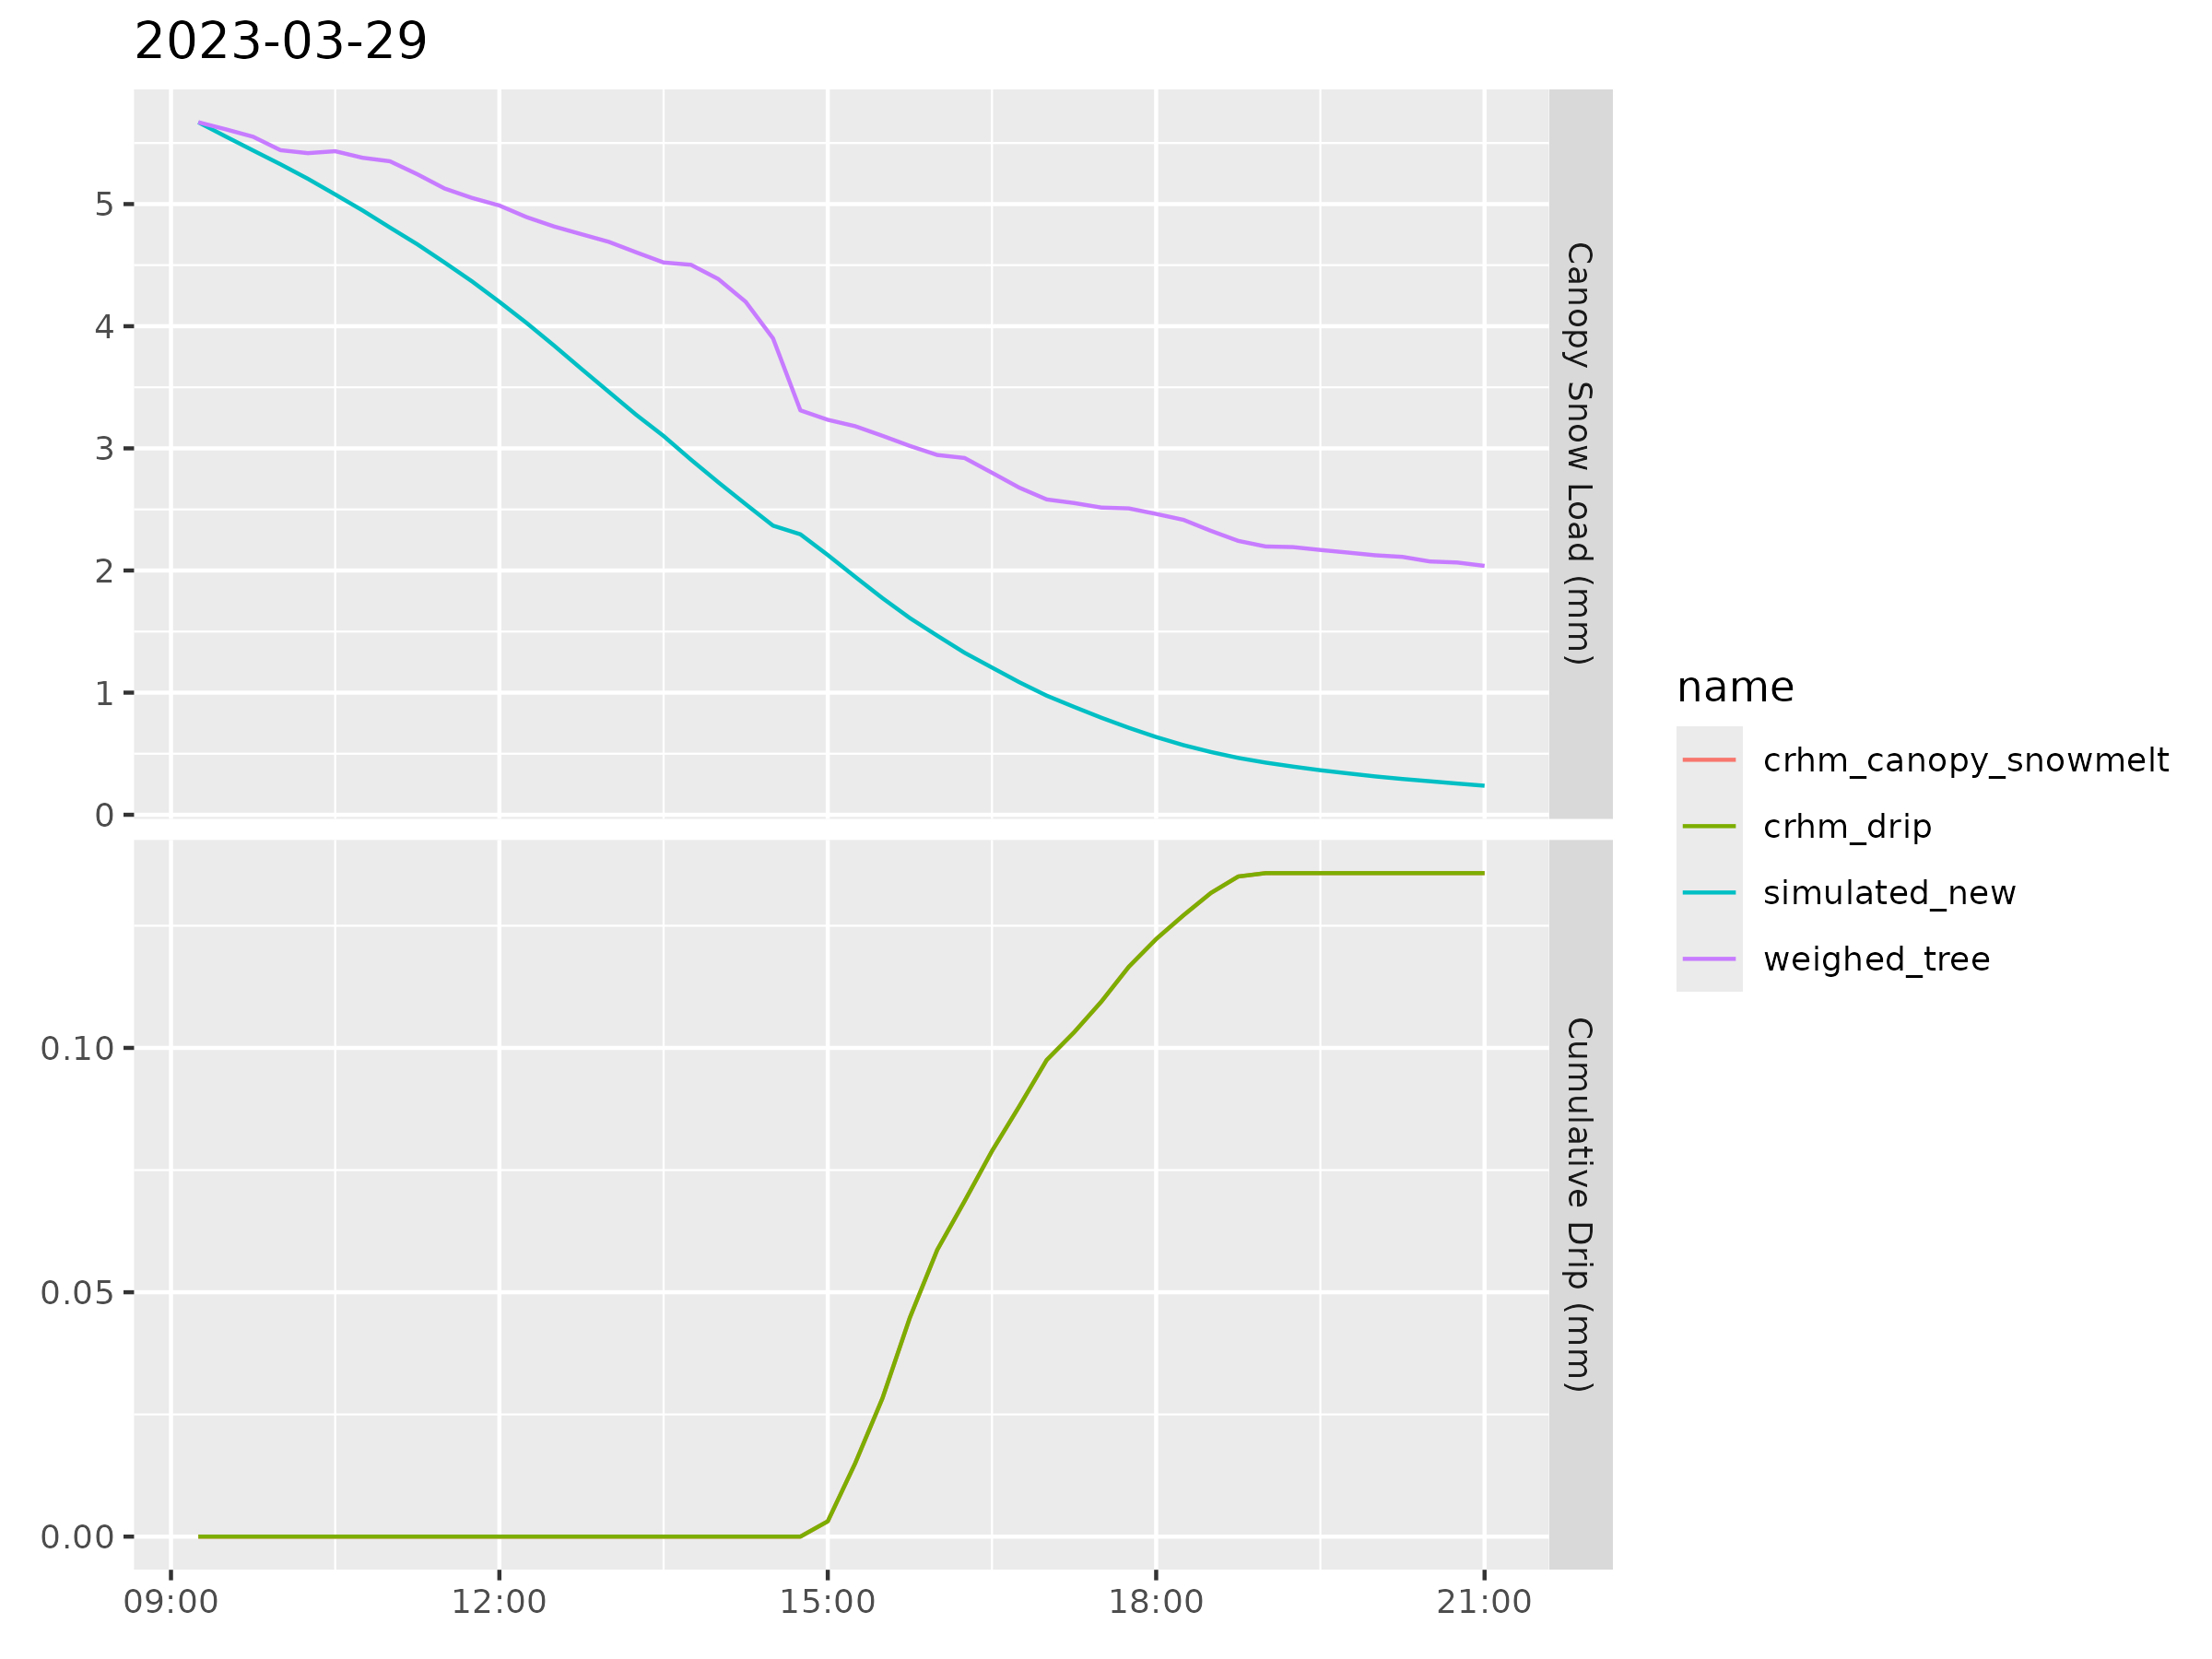 2023-03-29
5
4
3
2
1
0
Canopy Snow Load (mm)
0.10
0.05
0.00
Cumulative Drip (mm)
09:00
12:00
15:00
18:00
21:00
name
crhm_canopy_snowmelt
crhm_drip
simulated_new
weighed_tree